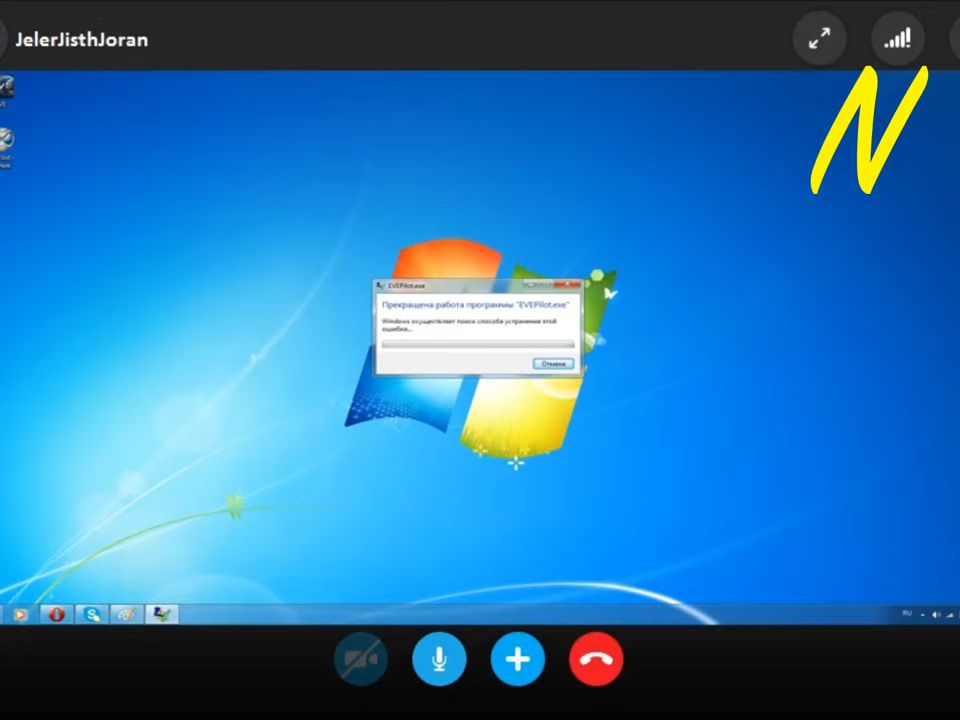 JelerJisthJoran
N
EVEPilot.exe
Прекращена работа программы "EVEPilot.exe"
Windows осуществляет поиск способа устранения этой
ошибки...
Отмена
RU